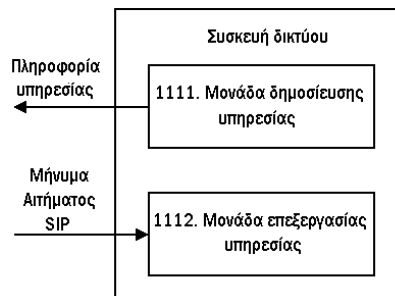 Συσκευή δικτύου
Πληροφορία
υπηρεσίας
1111. Μονάδα δημοσίευσης
υπηρεσίας
Μήνυμα
Αιτήματος
SIP
1112. Μονάδα επεξεργασίας
υπηρεσίας